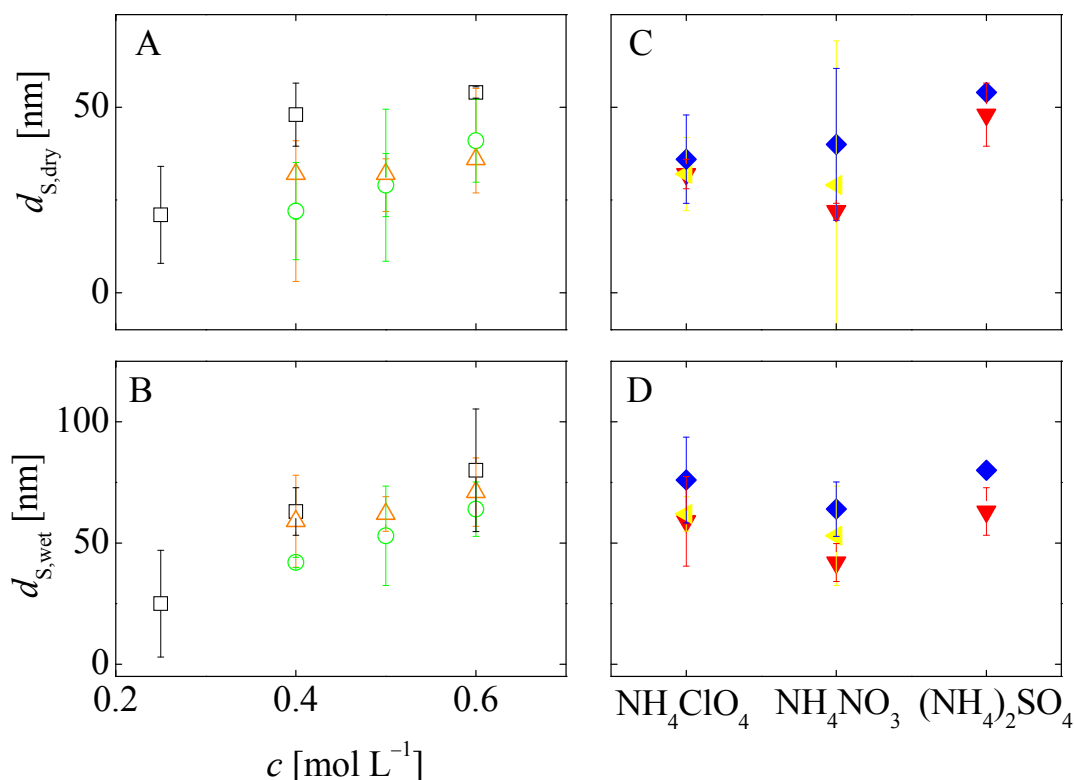 A
C
50
0
d_S,dry [nm]
B
D
100
50
0
d_S,wet [nm]
0.2 0.4 0.6
NH₄ClO₄ NH₄NO₃ (NH₄)₂SO₄
c [mol L⁻¹]